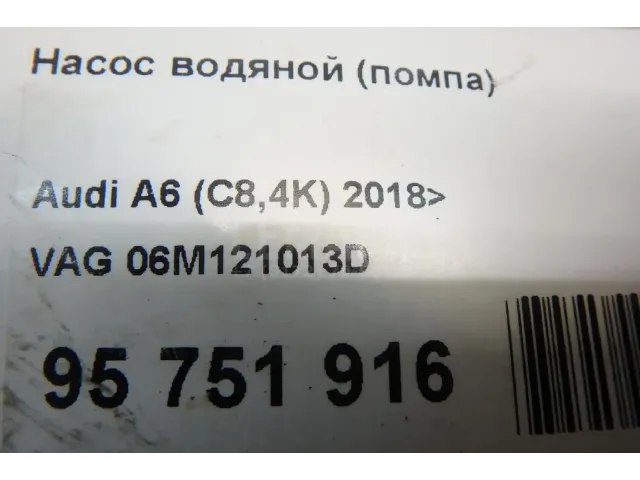 Насос водяной (помпа)
Audi A6 (C8,4K) 2018>
VAG 06M121013D
95 751 916